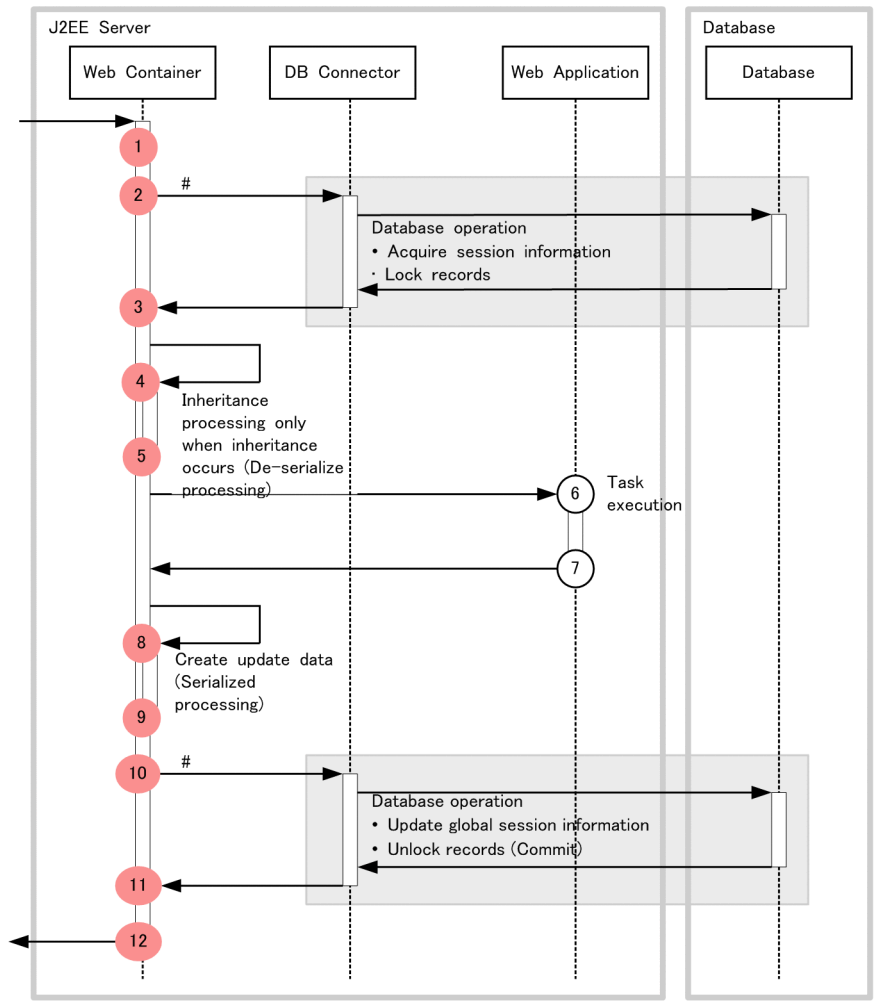 J2EE Server
Database
Web Container
DB Connector
Web Application
Database
1
2
#
Database operation
• Acquire session information
· Lock records
3
4
Inheritance
processing only
when inheritance
occurs (De-serialize
processing)
5
6
Task
execution
7
8
Create update data
(Serialized
processing)
9
10
#
Database operation
• Update global session information
• Unlock records (Commit)
11
12